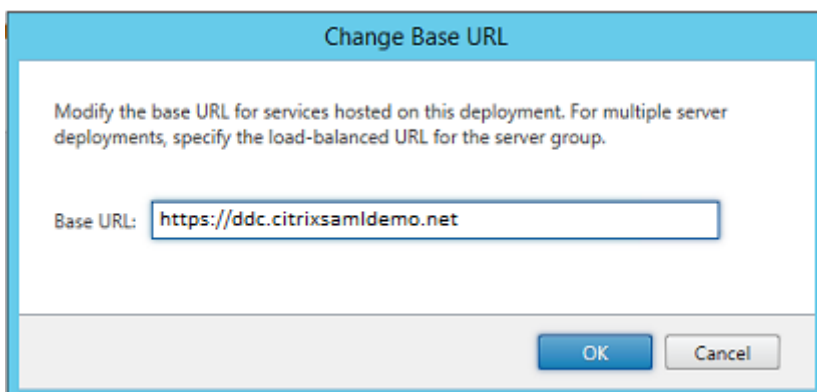 Change Base URL
Modify the base URL for services hosted on this deployment. For multiple server
deployments, specify the load-balanced URL for the server group.
Base URL: https://ddc.citrixsamldemo.net
OK Cancel